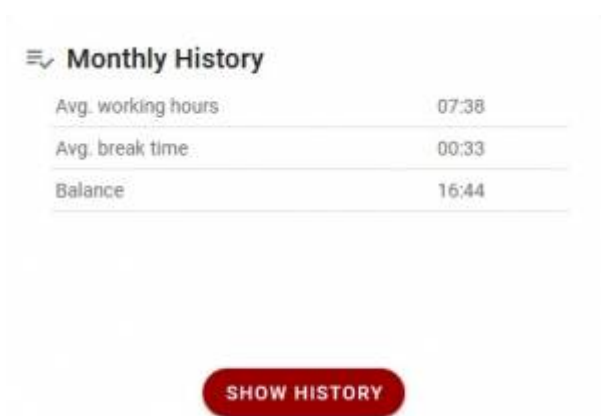 Monthly History
Avg. working hours 07:38
Avg. break time 00:33
Balance 16:44
SHOW HISTORY